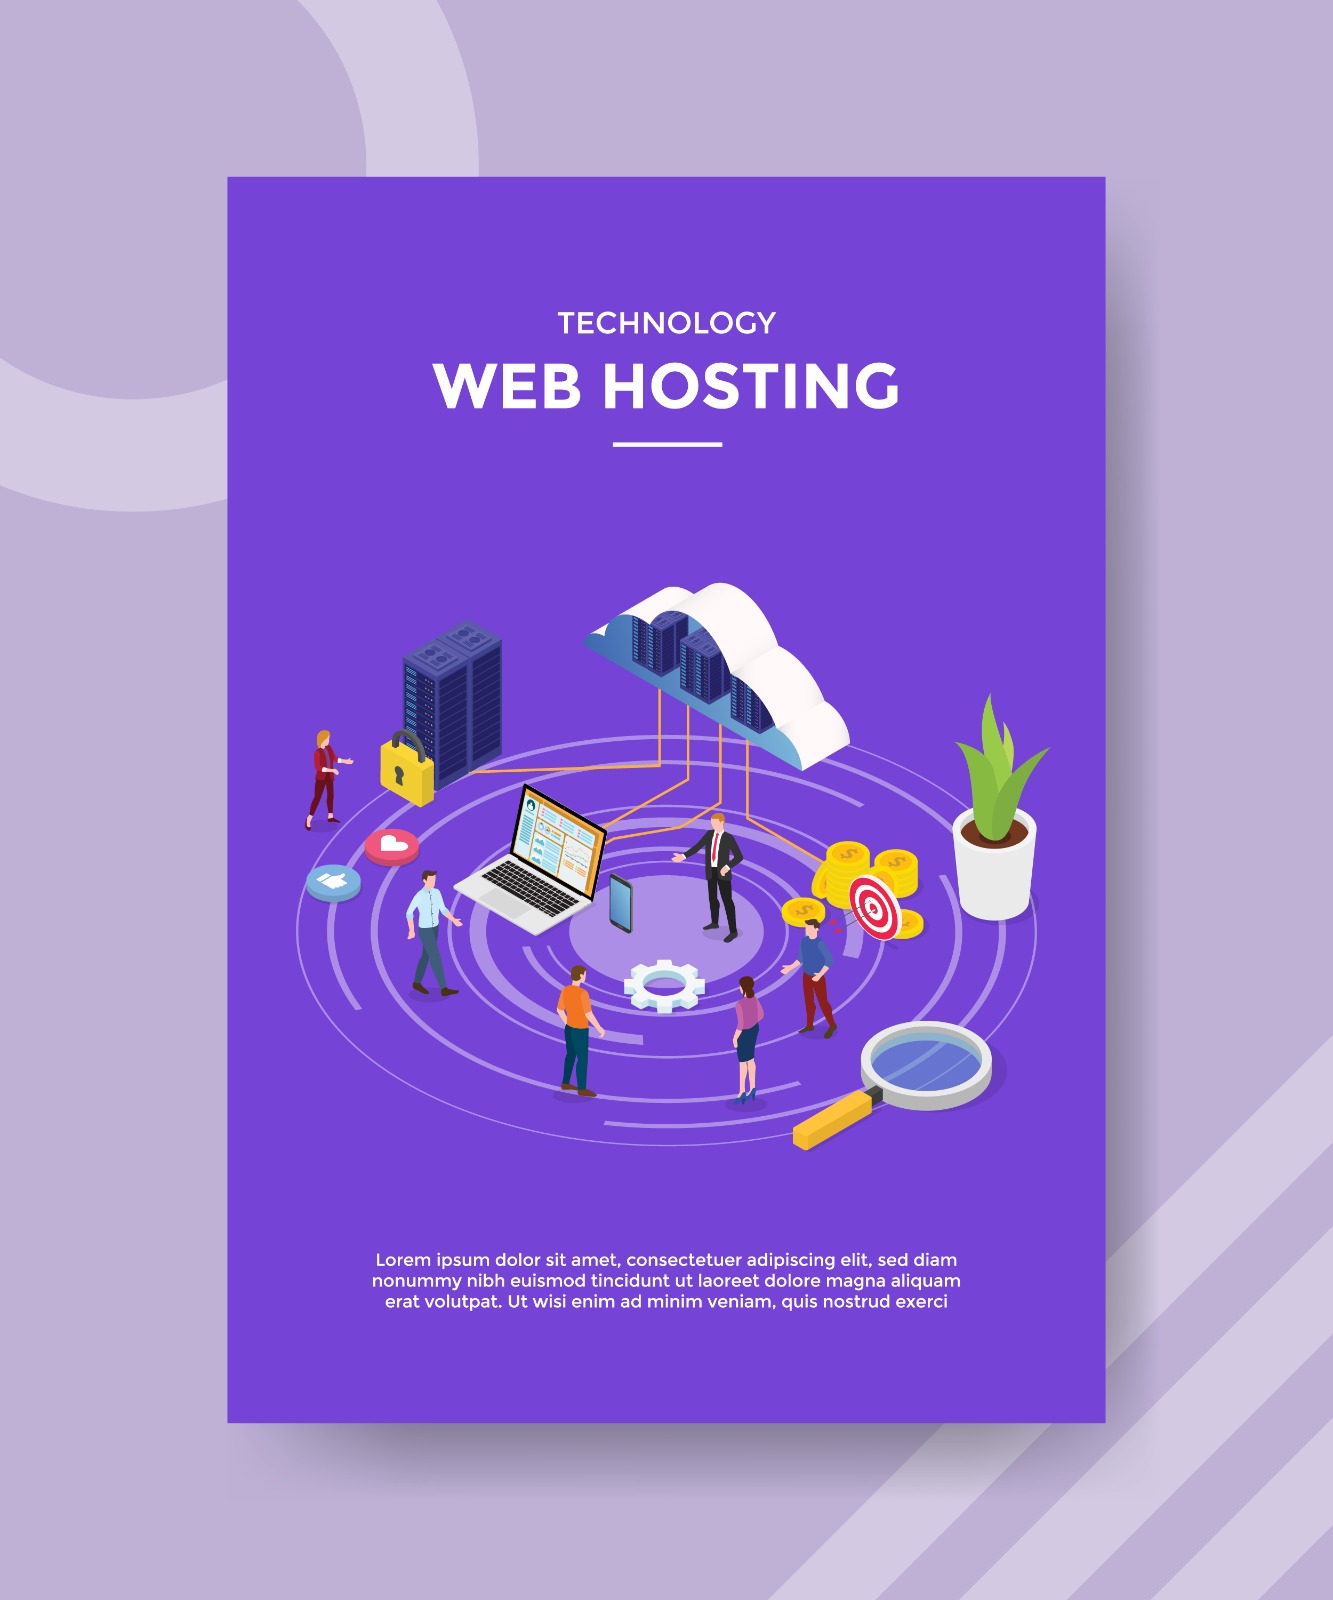 TECHNOLOGY
WEB HOSTING
Lorem ipsum dolor sit amet, consectetuer adipiscing elit, sed diam
nonummy nibh euismod tincidunt ut laoreet dolore magna aliquam
erat volutpat. Ut wisi enim ad minim veniam, quis nostrud exerci